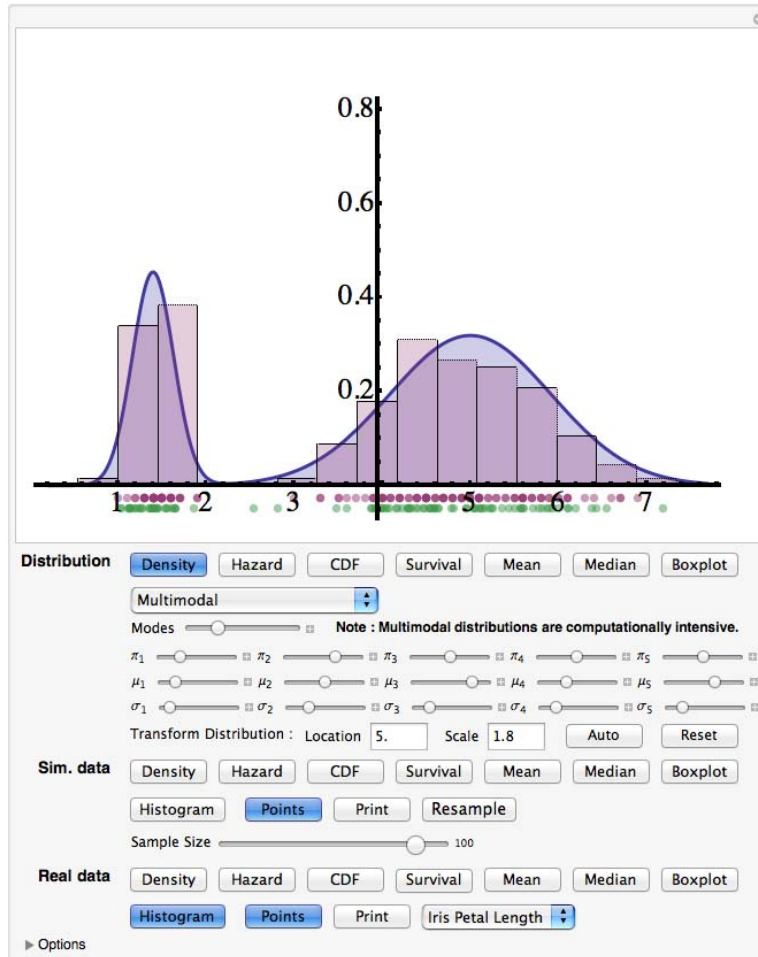 0.8
0.6
0.4
0.2
1 2 3 5 6 7
Distribution Density Hazard CDF Survival Mean Median Boxplot
Multimodal
Modes Note : Multimodal distributions are computationally intensive.
π1 π2 π3 π4 π5
μ1 μ2 μ3 μ4 μ5
σ1 σ2 σ3 σ4 σ5
Transform Distribution : Location 5. Scale 1.8 Auto Reset
Sim. data Density Hazard CDF Survival Mean Median Boxplot
Histogram Points Print Resample
Sample Size 100
Real data Density Hazard CDF Survival Mean Median Boxplot
Histogram Points Print Iris Petal Length
Options